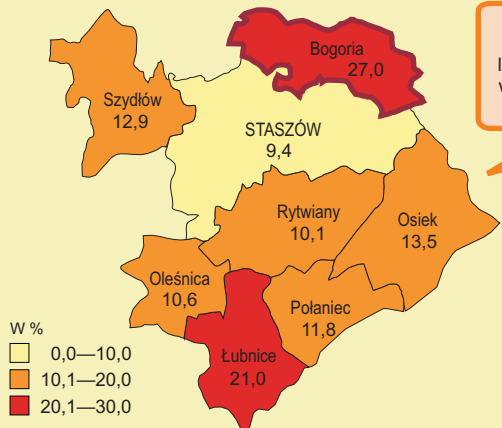 Bogoria
27,0
Szydłów
12,9
STASZÓW
9,4
Rytwiany
10,1
Osiek
13,5
Oleśnica
10,6
Połaniec
11,8
Łubnice
21,0
W %
0,0—10,0
10,1—20,0
20,1—30,0